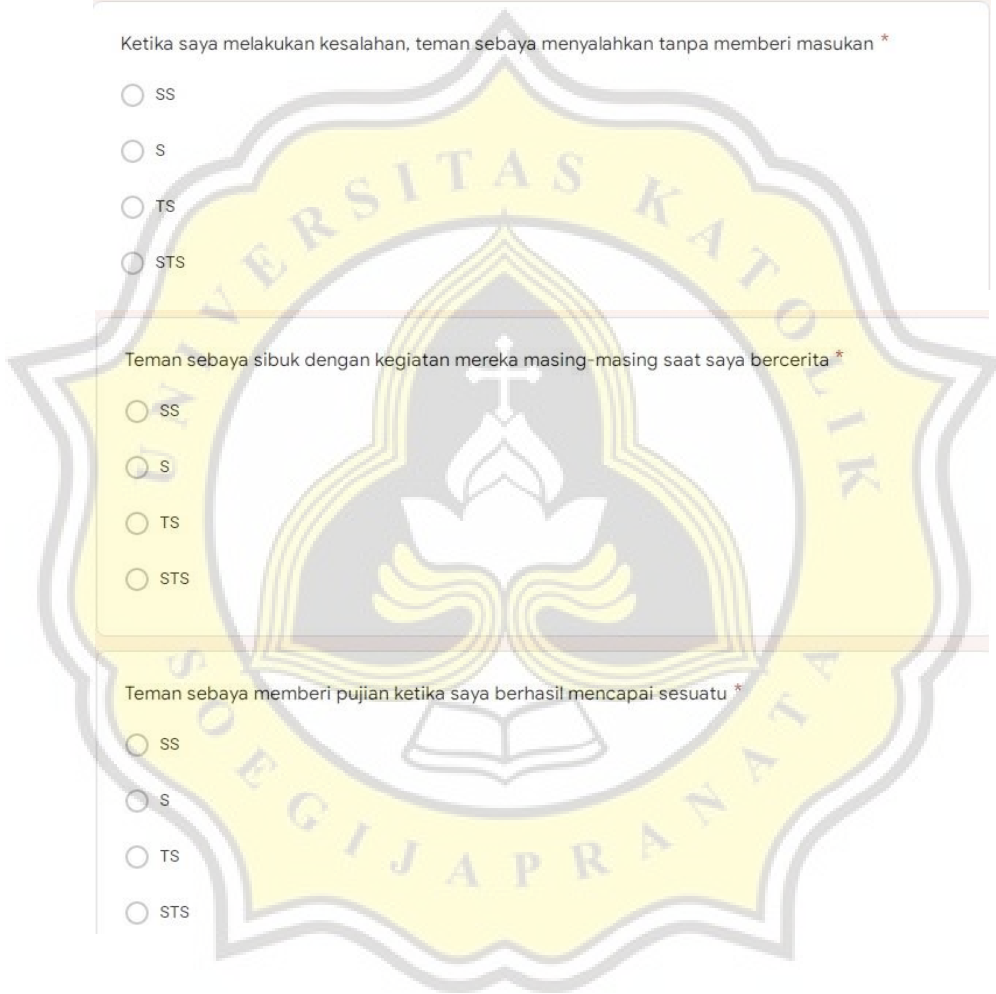 Ketika saya melakukan kesalahan, teman sebaya menyalahkan tanpa memberi masukan *
SS
S
TS
STS
Teman sebaya sibuk dengan kegiatan mereka masing-masing saat saya bercerita *
SS
S
TS
STS
Teman sebaya memberi pujian ketika saya berhasil mencapai sesuatu *
SS
S
TS
STS
UNIVERSITAS KATOLIK
SOEGIJAPRANATA